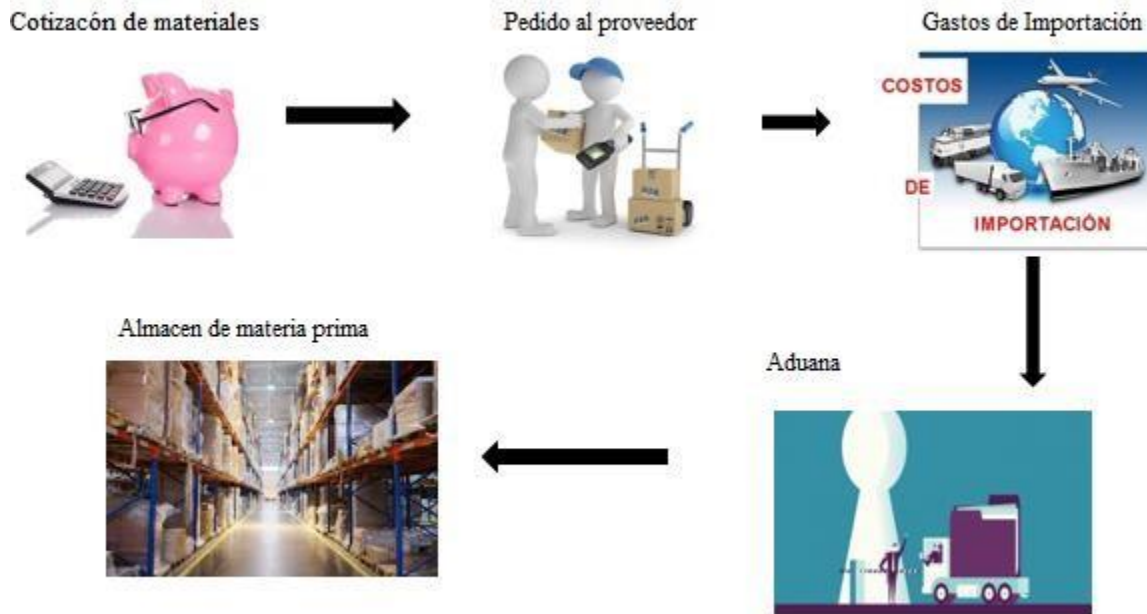 Cotizacón de materiales
Pedido al proveedor
Gastos de Importación
COSTOS
DE
IMPORTACIÓN
Almacen de materia prima
Aduana